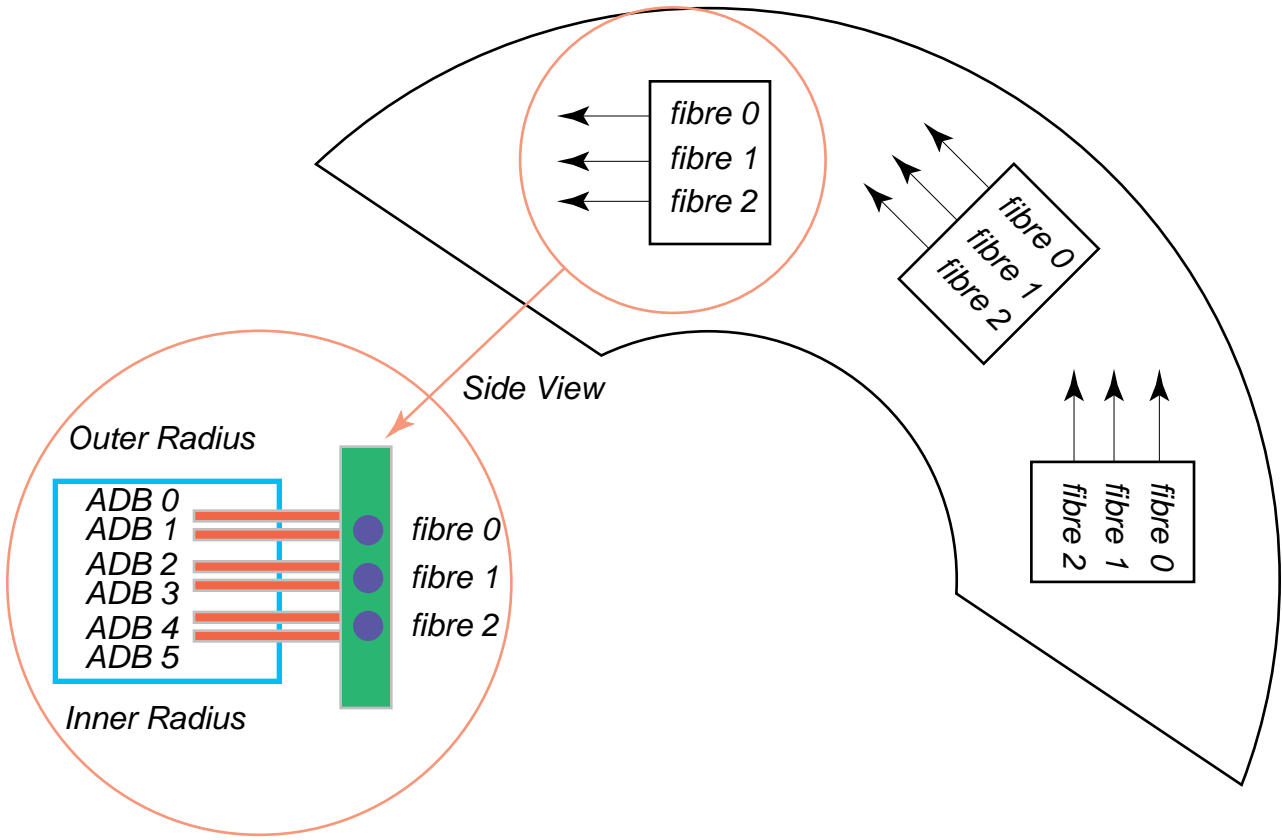 fibre 0
fibre 1
fibre 2
fibre 0
fibre 1
fibre 2
fibre 0
fibre 1
fibre 2
Side View
Outer Radius
ADB 0
ADB 1
ADB 2
ADB 3
ADB 4
ADB 5
fibre 0
fibre 1
fibre 2
Inner Radius